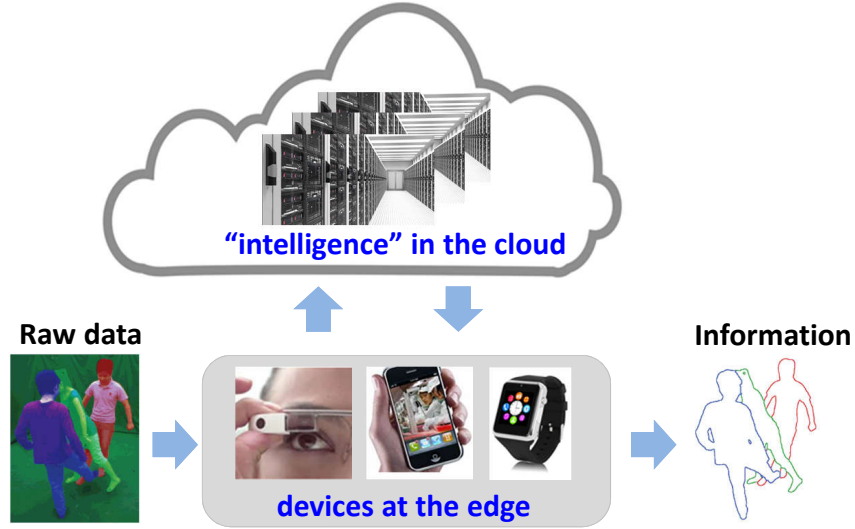 “intelligence” in the cloud
Raw data
Information
devices at the edge